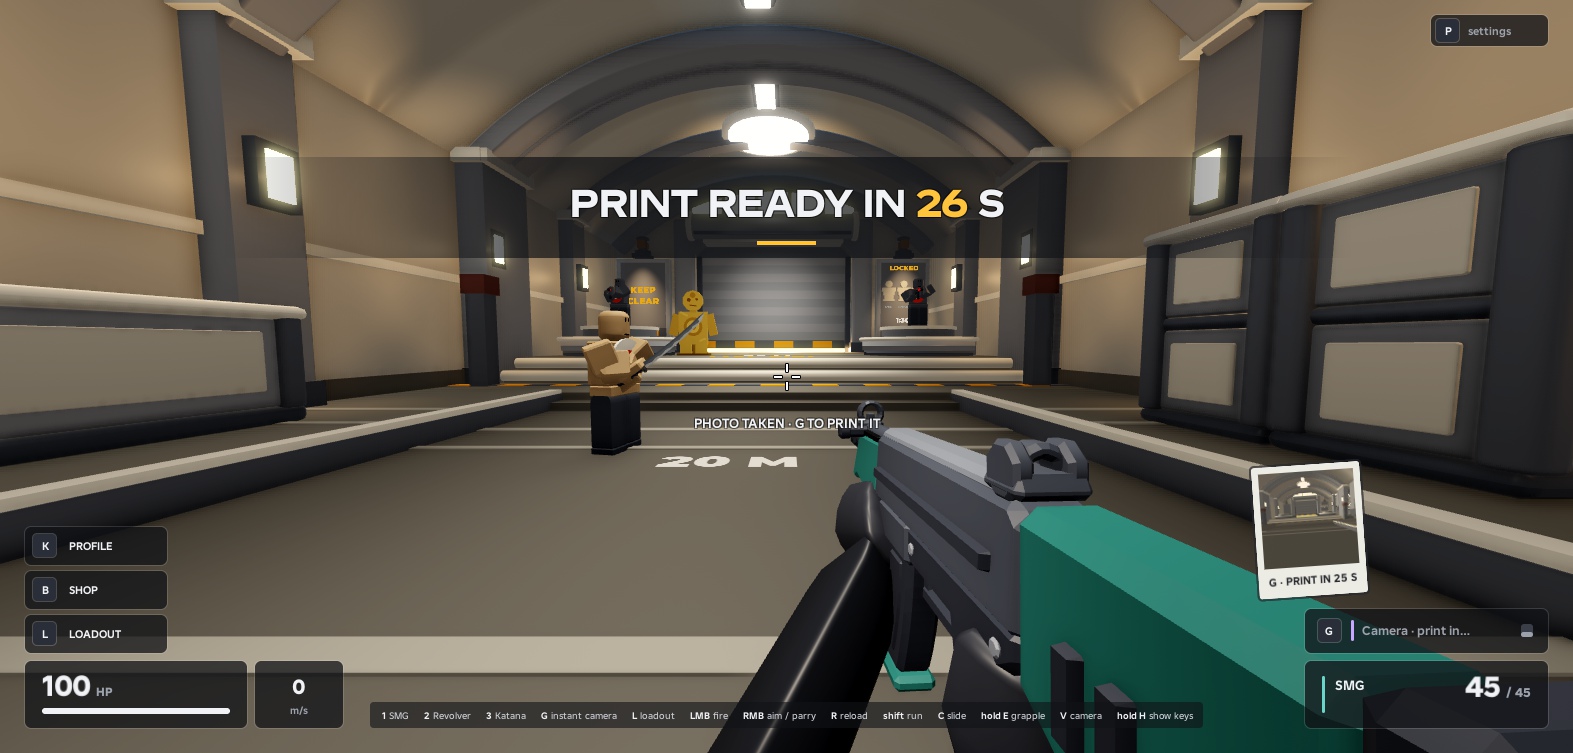 P settings
PRINT READY IN 26 S
KEEP
CLEAR
LOCKED
PHOTO TAKEN · G TO PRINT IT
20 M
G · PRINT IN 25 S
K PROFILE
B SHOP
L LOADOUT
G Camera · print in...
100 HP
0
m/s
1 SMG 2 Revolver 3 Katana G instant camera L loadout LMB fire RMB aim / parry R reload shift run C slide hold E grapple V camera hold H show keys
SMG 45 / 45